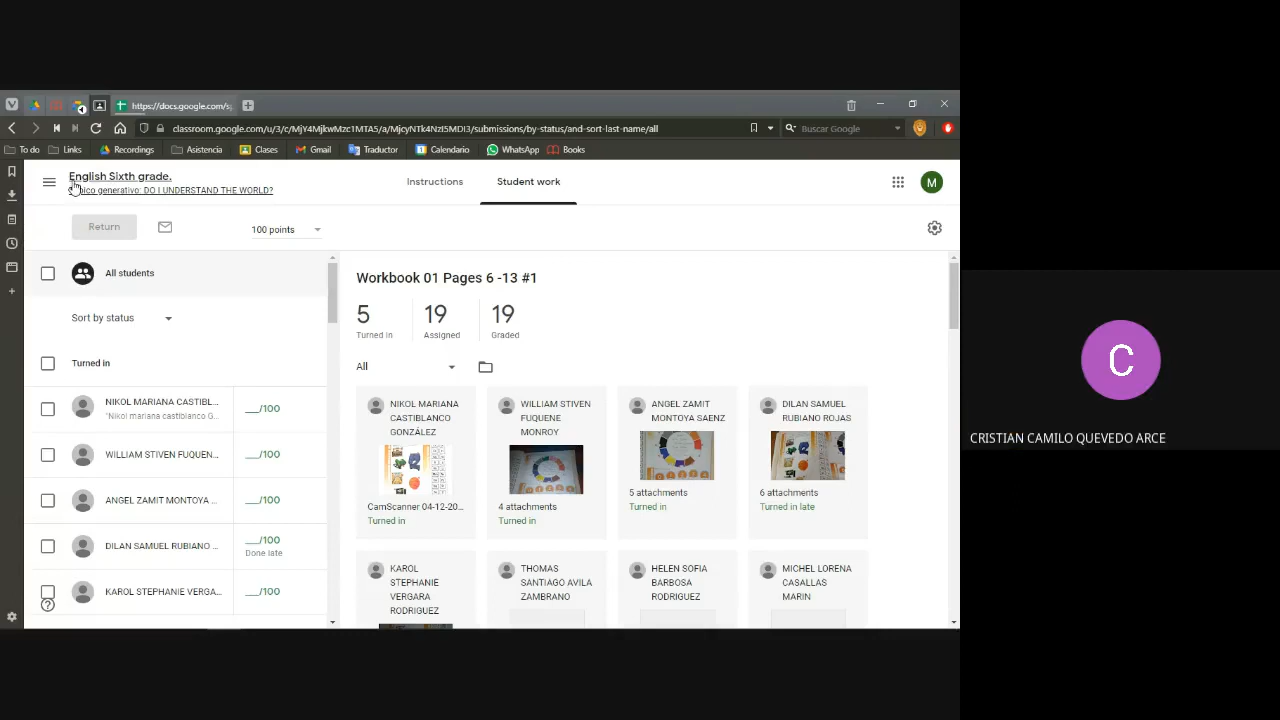 https://docs.google.com/s
classroom.google.com/u/3/c/MjY4MjkwMzc1MTA5/a/MjcyNTk4NzI5MDI3/submissions/by-status/and-sort-last-name/all
Buscar Google
To do
Links
Recordings
Asistencia
Clases
Gmail
Traductor
Calendario
WhatsApp
Books
English Sixth grade.
generativo: DO I UNDERSTAND THE WORLD?
Instructions
Student work
M
Return
100 points
All students
Sort by status
Turned in
NIKOL MARIANA CASTIBL...
"Nikol mariana castiblanco G...
__/100
WILLIAM STIVEN FUQUEN...
__/100
ANGEL ZAMIT MONTOYA ...
__/100
DILAN SAMUEL RUBIANO ...
__/100
Done late
KAROL STEPHANIE VERGA...
__/100
Workbook 01 Pages 6 -13 #1
5
Turned in
19
Assigned
19
Graded
All
NIKOL MARIANA
CASTIBLANCO
GONZÁLEZ
CamScanner 04-12-20...
Turned in
WILLIAM STIVEN
FUQUENE
MONROY
4 attachments
Turned in
ANGEL ZAMIT
MONTOYA SAENZ
5 attachments
Turned in
DILAN SAMUEL
RUBIANO ROJAS
6 attachments
Turned in late
KAROL
STEPHANIE
VERGARA
RODRIGUEZ
THOMAS
SANTIAGO AVILA
ZAMBRANO
HELEN SOFIA
BARBOSA
RODRIGUEZ
MICHEL LORENA
CASALLAS
MARIN
C
CRISTIAN CAMILO QUEVEDO ARCE